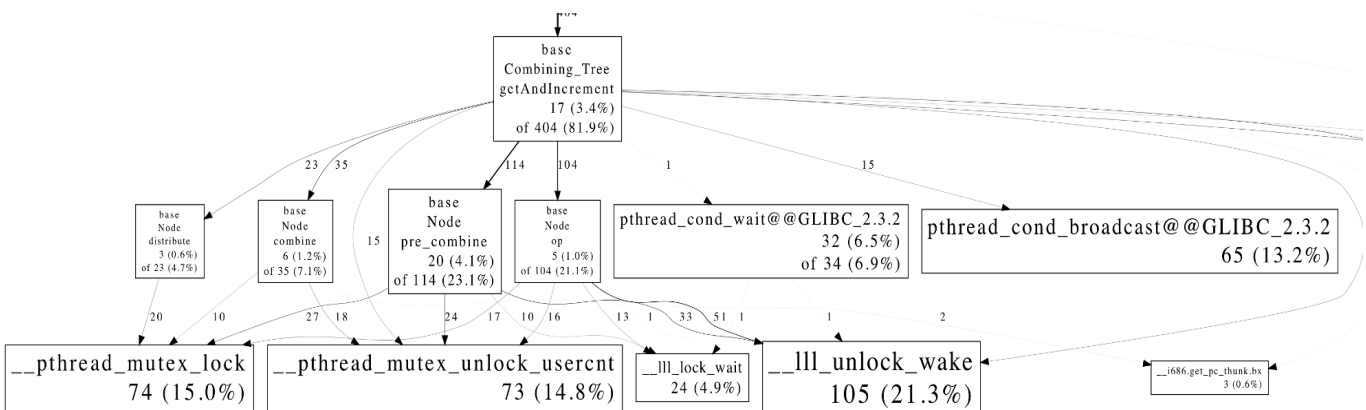 404
base
Combining_Tree
getAndIncrement
17 (3.4%)
of 404 (81.9%)
23
35
114
104
1
15
base
Node
distribute
3 (0.6%)
of 23 (4.7%)
base
Node
combine
6 (1.2%)
of 35 (7.1%)
15
base
Node
pre_combine
20 (4.1%)
of 114 (23.1%)
base
Node
op
5 (1.0%)
of 104 (21.1%)
pthread_cond_wait@@GLIBC_2.3.2
32 (6.5%)
of 34 (6.9%)
pthread_cond_broadcast@@GLIBC_2.3.2
65 (13.2%)
20
10
27
18
24
17
10
16
13
1
33
51
1
1
2
__pthread_mutex_lock
74 (15.0%)
__pthread_mutex_unlock_usercnt
73 (14.8%)
__lll_lock_wait
24 (4.9%)
__lll_unlock_wake
105 (21.3%)
__i686.get_pc_thunk.bx
3 (0.6%)